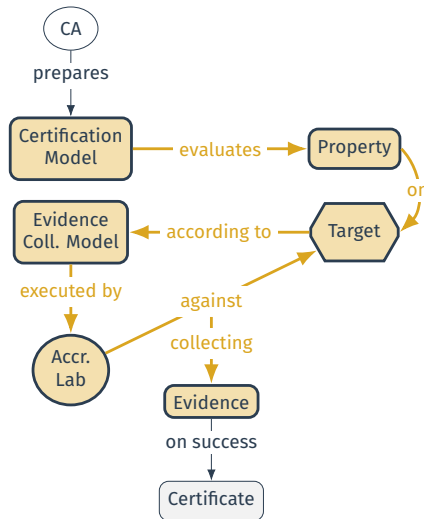 CA
prepares
Certification
Model
evaluates
Property
on
Target
according to
Evidence
Coll. Model
executed by
Accr.
Lab
against
collecting
Evidence
on success
Certificate